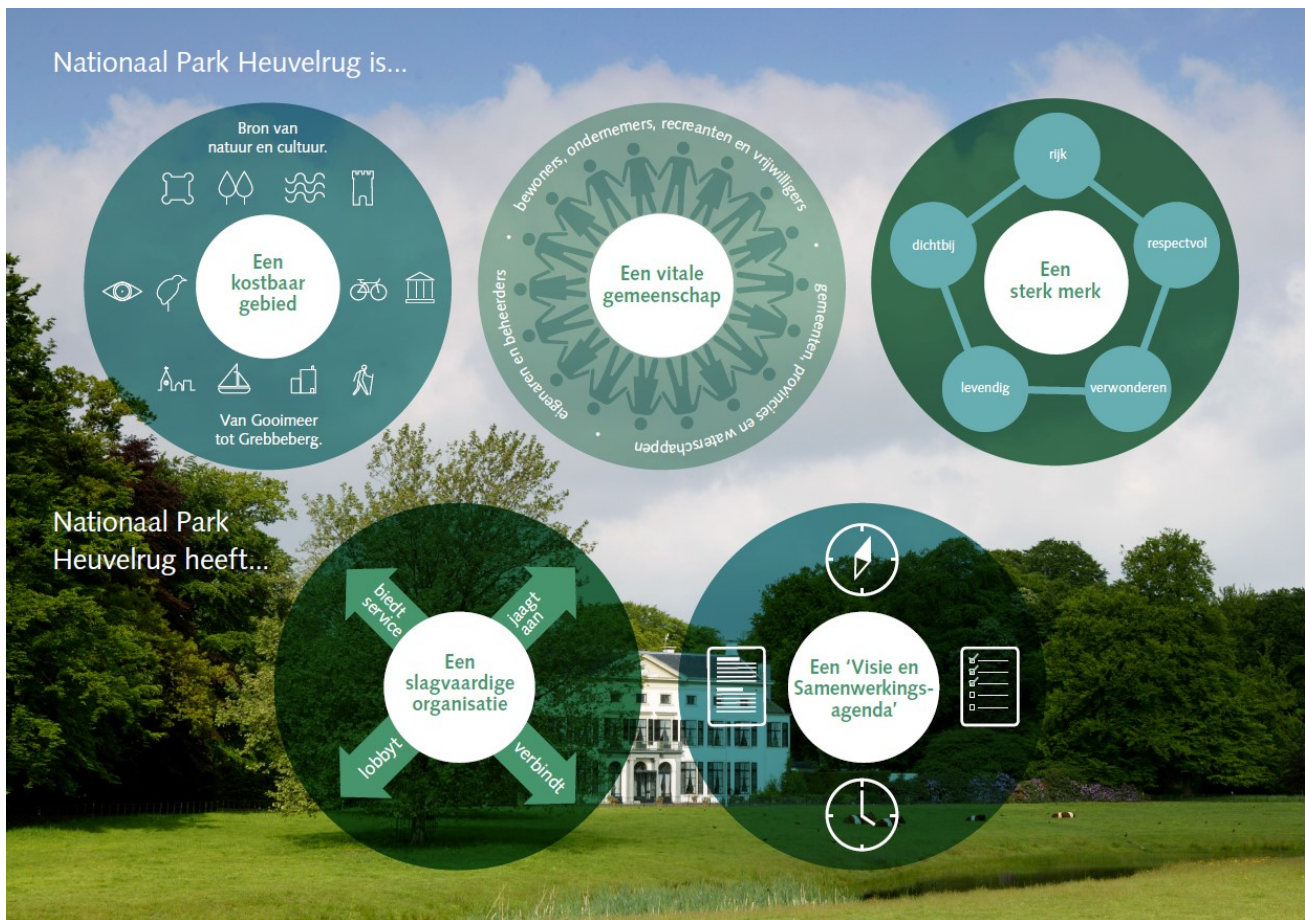 Nationaal Park Heuvelrug is...
Bron van
natuur en cultuur.
Een
kostbaar
gebied
Van Gooimeer
tot Grebbeberg.
bewoners, ondernemers, recreanten en vrijwilligers
gemeenten, provincies en waterschappen
eigenaren en beheerders
Een vitale
gemeenschap
rijk
respectvol
verwonderen
levendig
dichtbij
Een
sterk merk
Nationaal Park
Heuvelrug heeft...
biedt
service
jaagt
aan
lobbyt
verbindt
Een
slagvaardige
organisatie
Een ‘Visie en
Samenwerkings-
agenda’